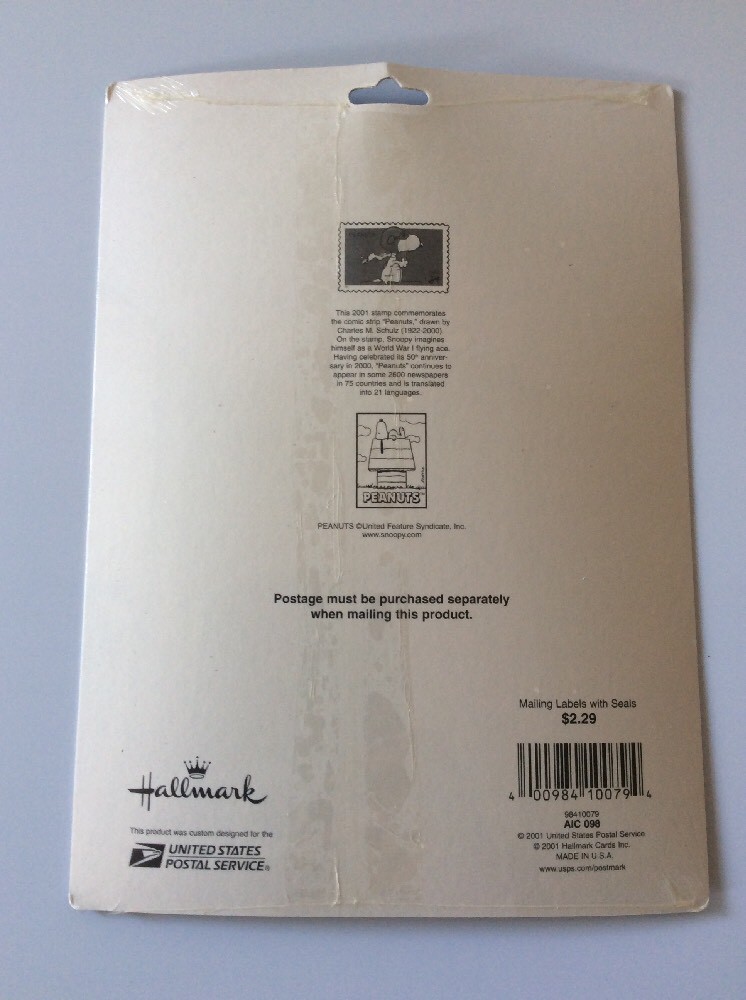 This 2001 stamp commemorates
the comic strip "Peanuts," drawn by
Charles M. Schulz (1922-2000).
On the stamp, Snoopy imagines
himself as a World War I flying ace.
Having celebrated its 50th anniver-
sary in 2000, "Peanuts" continues to
appear in some 2600 newspapers
in 75 countries and is translated
into 21 languages.
PEANUTS™
PEANUTS ©United Feature Syndicate, Inc.
www.snoopy.com
Postage must be purchased separately
when mailing this product.
Mailing Labels with Seals
$2.29
4 00984 10079 4
98410079
AIC 098
© 2001 United States Postal Service
© 2001 Hallmark Cards Inc.
MADE IN U.S.A.
www.usps.com/postmark
Hallmark
This product was custom designed for the
UNITED STATES
POSTAL SERVICE®